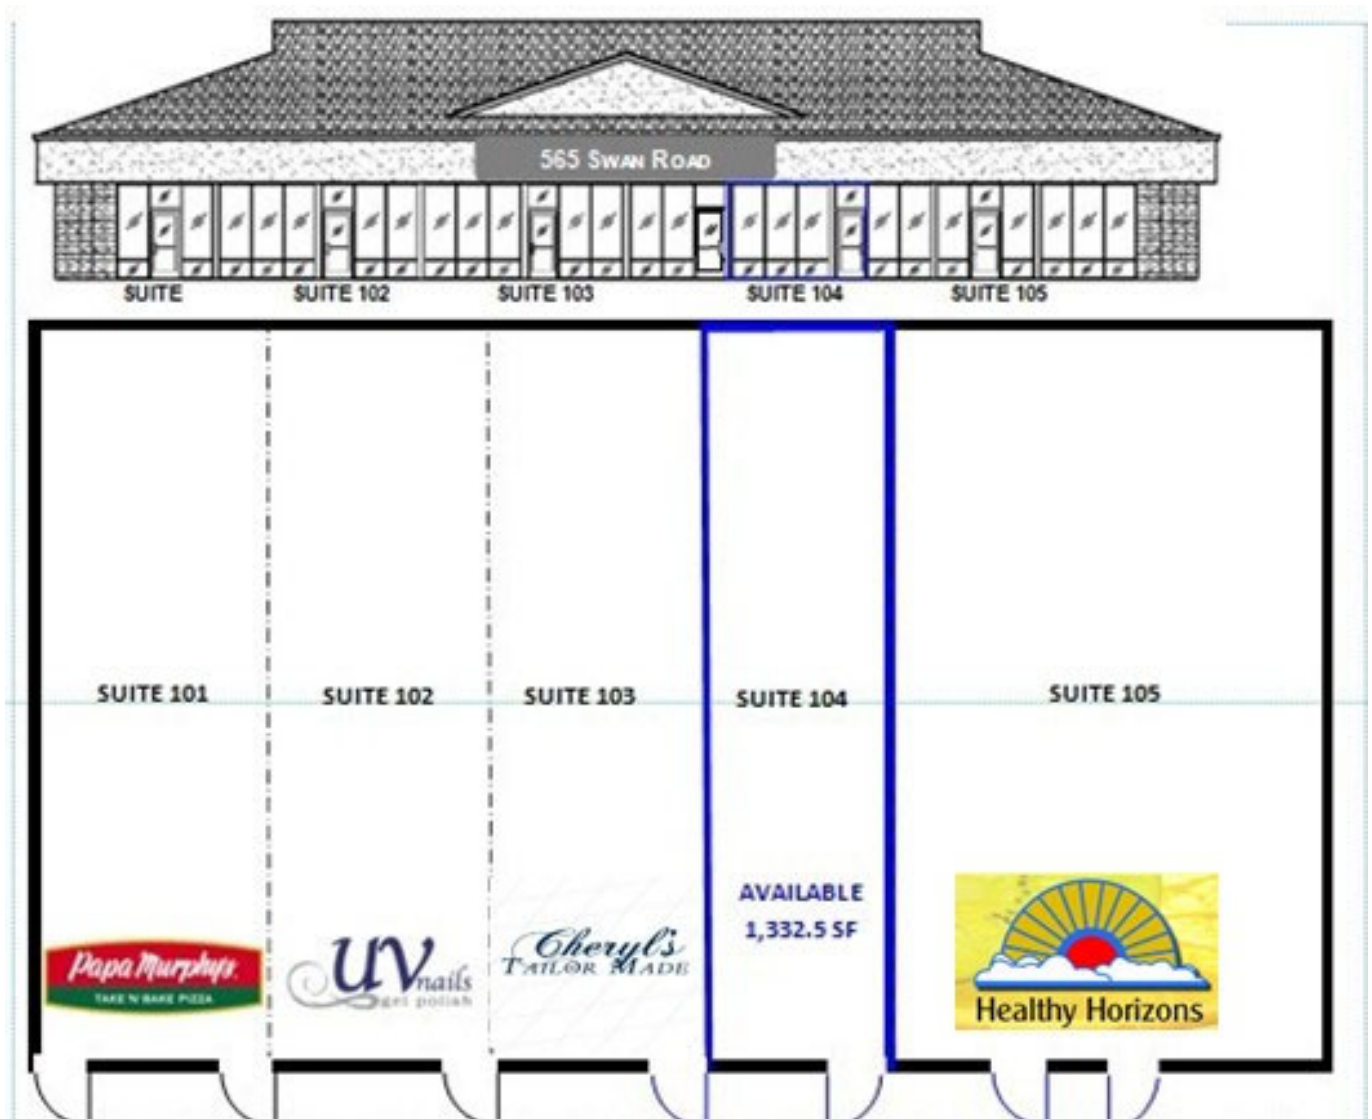 565 SWAN ROAD
SUITE
SUITE 102
SUITE 103
SUITE 104
SUITE 105
SUITE 101
SUITE 102
SUITE 103
SUITE 104
SUITE 105
AVAILABLE
1,332.5 SF
Papa Murphy's
TAKE 'N' BAKE PIZZA
UV nails
gel polish
Cheryl's
TAILOR MADE
Healthy Horizons